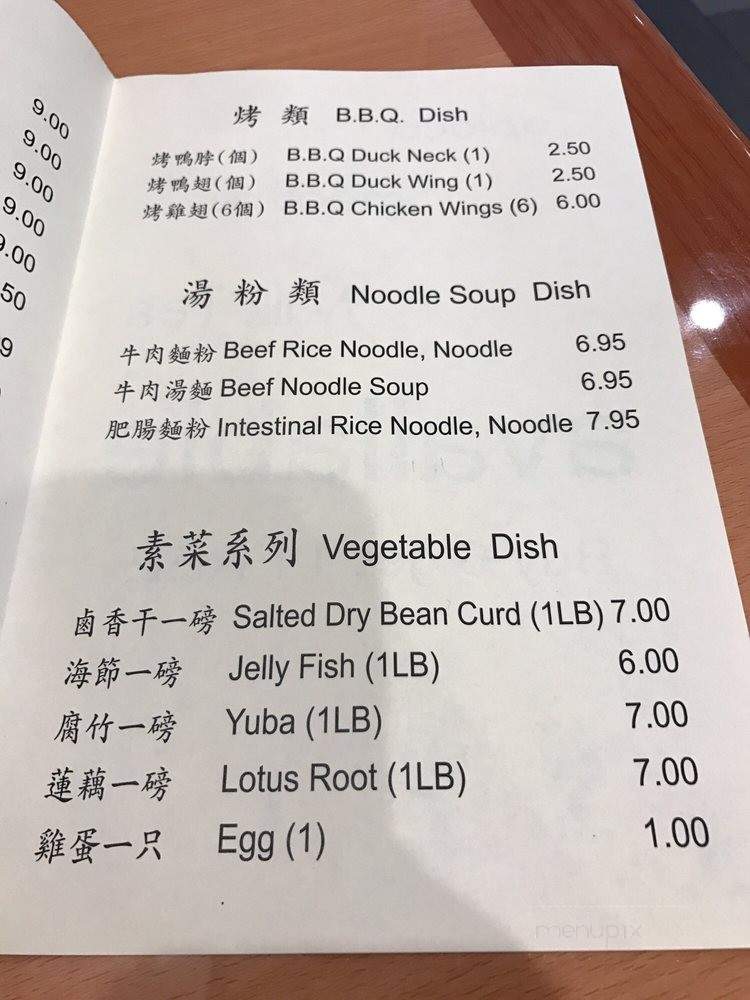 9.00
9.00
9.00
9.00
9.00
50
9
烤 類 B.B.Q. Dish
烤鴨脖(個) B.B.Q Duck Neck (1) 2.50
烤鴨翅(個) B.B.Q Duck Wing (1) 2.50
烤雞翅(6個) B.B.Q Chicken Wings (6) 6.00
湯 粉 類 Noodle Soup Dish
牛肉麵粉 Beef Rice Noodle, Noodle 6.95
牛肉湯麵 Beef Noodle Soup 6.95
肥腸麵粉 Intestinal Rice Noodle, Noodle 7.95
素菜系列 Vegetable Dish
鹵香干一磅 Salted Dry Bean Curd (1LB) 7.00
海節一磅 Jelly Fish (1LB) 6.00
腐竹一磅 Yuba (1LB) 7.00
蓮藕一磅 Lotus Root (1LB) 7.00
雞蛋一只 Egg (1) 1.00
menupix